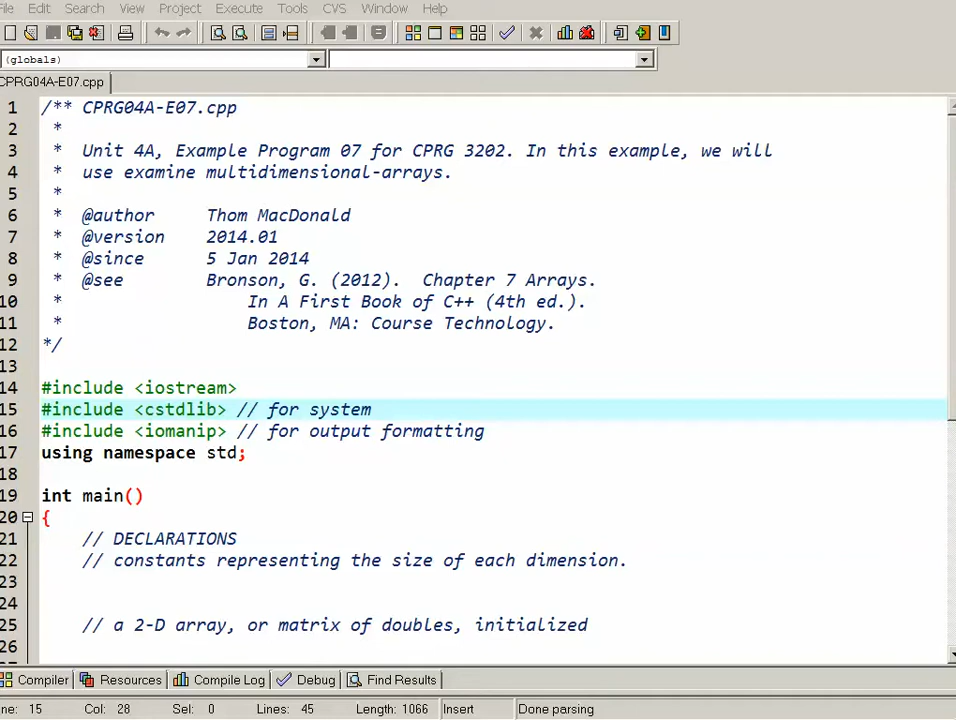 File Edit Search View Project Execute Tools CVS Window Help
(globals)
CPRG04A-E07.cpp
1 /** CPRG04A-E07.cpp
2 *
3 * Unit 4A, Example Program 07 for CPRG 3202. In this example, we will
4 * use examine multidimensional-arrays.
5 *
6 * @author Thom MacDonald
7 * @version 2014.01
8 * @since 5 Jan 2014
9 * @see Bronson, G. (2012). Chapter 7 Arrays.
10 * In A First Book of C++ (4th ed.).
11 * Boston, MA: Course Technology.
12 */
13
14 #include <iostream>
15 #include <cstdlib> // for system
16 #include <iomanip> // for output formatting
17 using namespace std;
18
19 int main()
20 {
21 // DECLARATIONS
22 // constants representing the size of each dimension.
23
24
25 // a 2-D array, or matrix of doubles, initialized
26
Compiler Resources Compile Log Debug Find Results
ne: 15 Col: 28 Sel: 0 Lines: 45 Length: 1066 Insert Done parsing